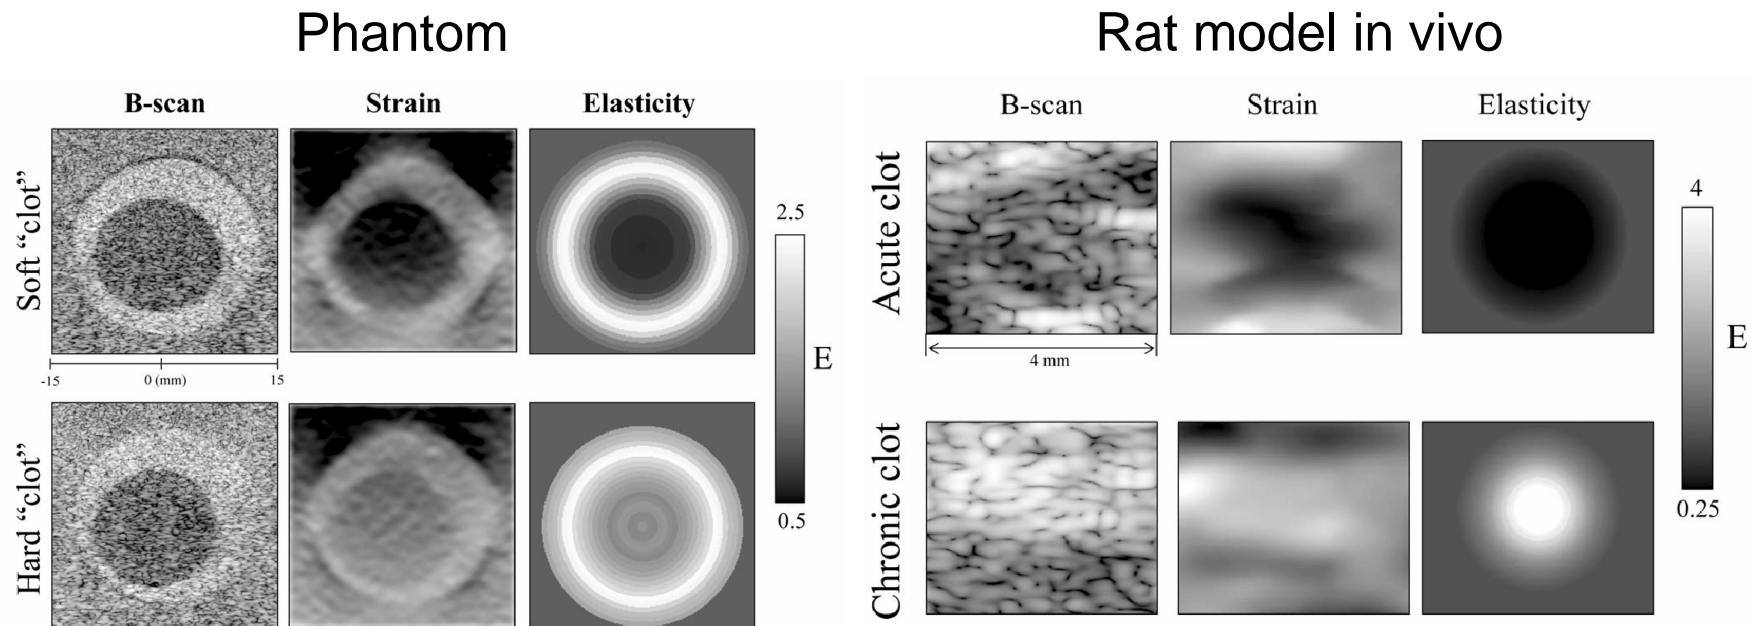 Phantom
B-scan Strain Elasticity
Soft “clot”
2.5
E
-15 0 (mm) 15
Hard “clot”
0.5
Rat model in vivo
B-scan Strain Elasticity
Acute clot
4
E
4 mm
Chronic clot
0.25